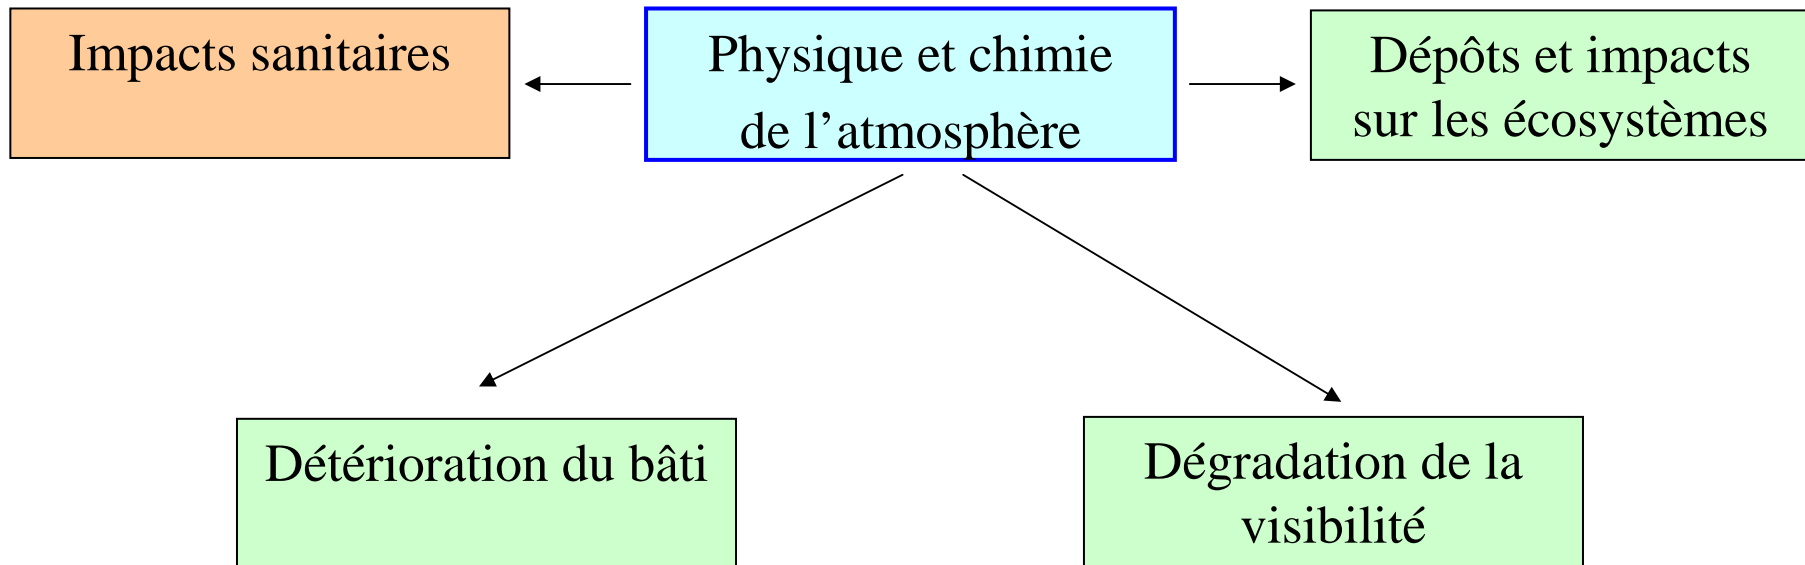 Impacts sanitaires
Physique et chimie
de l’atmosphère
Dépôts et impacts
sur les écosystèmes
Détérioration du bâti
Dégradation de la
visibilité